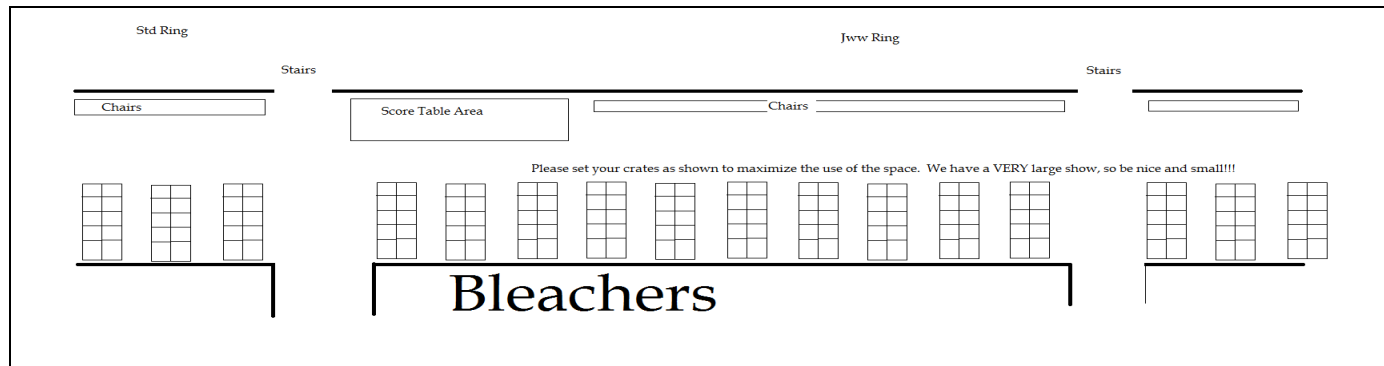 Std Ring
Jww Ring
Stairs
Stairs
Chairs
Score Table Area
Chairs
Please set your crates as shown to maximize the use of the space.  We have a VERY large show, so be nice and small!!!
Bleachers